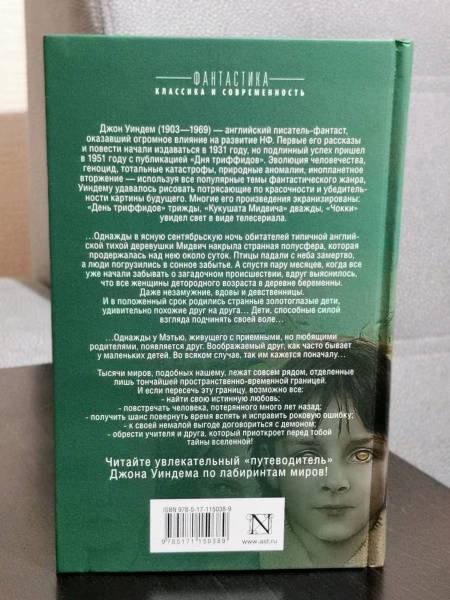 ФАНТАСТИКА
КЛАССИКА И СОВРЕМЕННОСТЬ
Джон Уиндем (1903—1969) — английский писатель-фантаст,
оказавший огромное влияние на развитие НФ. Первые его рассказы
и повести начали издаваться в 1931 году, но подлинный успех пришел
в 1951 году с публикацией «Дня триффидов». Эволюция человечества,
геноцид, тотальные катастрофы, природные аномалии, инопланетное
вторжение — используя все популярные темы фантастического жанра,
Уиндему удавалось рисовать потрясающие по красочности и убедитель-
ности картины будущего. Многие его произведения экранизированы:
«День триффидов» трижды, «Кукушата Мидвича» дважды, «Чокки»
увидел свет в виде телесериала.
...Однажды в ясную сентябрьскую ночь обитателей типичной англий-
ской тихой деревушки Мидвич накрыла странная полусфера, которая
продержалась над нею около суток. Птицы падали с неба замертво,
а люди погрузились в сонное забытье. А спустя пару месяцев, когда все
уже начали забывать о загадочном происшествии, вдруг выяснилось,
что все женщины детородного возраста в деревне беременны.
Даже незамужние, вдовы и девственницы.
И в положенный срок родились странные золотоглазые дети,
удивительно похожие друг на друга... Дети, способные силой
взгляда подчинять своей воле...
...Однажды у Мэтью, живущего с приемными, но любящими
родителями, появляется друг. Воображаемый друг, как часто бывает
у маленьких детей. Во всяком случае, так им кажется поначалу...
Тысячи миров, подобных нашему, лежат совсем рядом, отделенные
лишь тончайшей пространственно-временной границей.
И если пересечь эту границу, возможно все:
- найти свою истинную любовь;
- повстречать человека, потерянного много лет назад;
- получить шанс повернуть время вспять и исправить роковую ошибку;
- к своей немалой выгоде договориться с демоном;
- обрести учителя и друга, который приоткроет перед тобой
тайны вселенной!
Читайте увлекательный "путеводитель"
Джона Уиндема по лабиринтам миров!
ISBN 978-5-17-115038-9
9785171150389
N
www.ast.ru